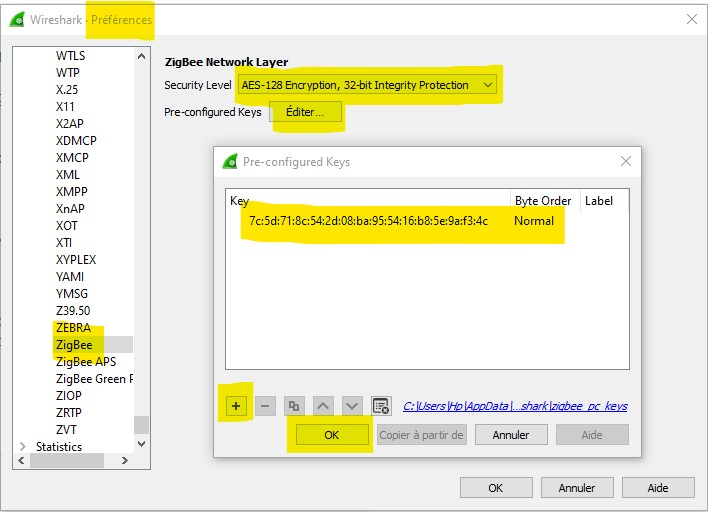 Wireshark · Préférences
WTLS
WTP
X.25
X11
X2AP
XDMCP
XMCP
XML
XMPP
XnAP
XOT
XTI
XYPLEX
YAMI
YMSG
Z39.50
ZEBRA
ZigBee
ZigBee APS
ZigBee Green P
ZIOP
ZRTP
ZVT
Statistics
ZigBee Network Layer
Security Level AES-128 Encryption, 32-bit Integrity Protection
Pre-configured Keys Éditer...
Pre-configured Keys
Key Byte Order Label
7c:5d:71:8c:54:2d:08:ba:95:54:16:b8:5e:9a:f3:4c Normal
C:\Users\Hp\AppData\...shark\zigbee_pc_keys
OK Copier à partir de Annuler Aide
OK Annuler Aide